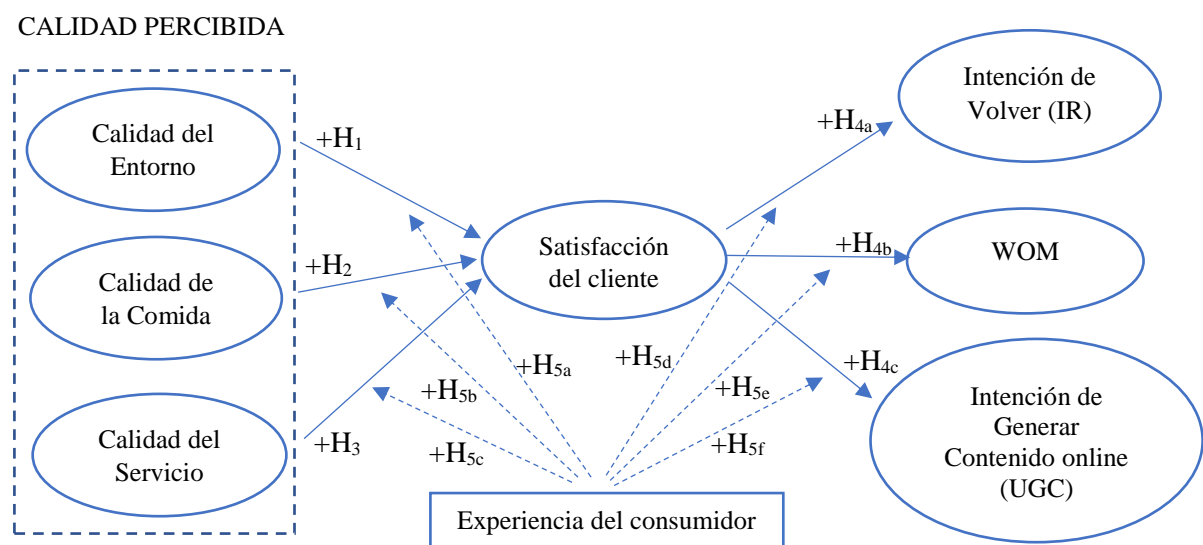 CALIDAD PERCIBIDA
Calidad del
Entorno
Calidad de
la Comida
Calidad del
Servicio
+H1
+H2
+H3
Satisfacción
del cliente
+H4a
+H4b
+H4c
Intención de
Volver (IR)
WOM
Intención de
Generar
Contenido online
(UGC)
+H5a
+H5b
+H5c
+H5d
+H5e
+H5f
Experiencia del consumidor